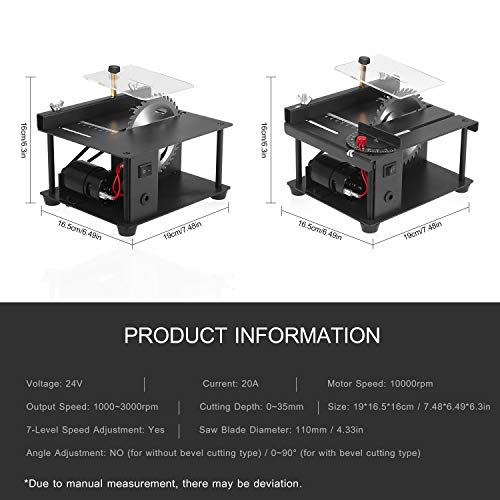 16cm/6.3in
16.5cm/6.49in
19cm/7.48in
16cm/6.3in
16.5cm/6.49in
19cm/7.48in
PRODUCT INFORMATION
Voltage: 24V
Current: 20A
Motor Speed: 10000rpm
Output Speed: 1000~3000rpm
Cutting Depth: 0~35mm
Size: 19*16.5*16cm / 7.48*6.49*6.3in
7-Level Speed Adjustment: Yes
Saw Blade Diameter: 110mm / 4.33in
Angle Adjustment: NO (for without bevel cutting type) / 0~90° (for with bevel cutting type)
*Due to manual measurement, there may be deviation.